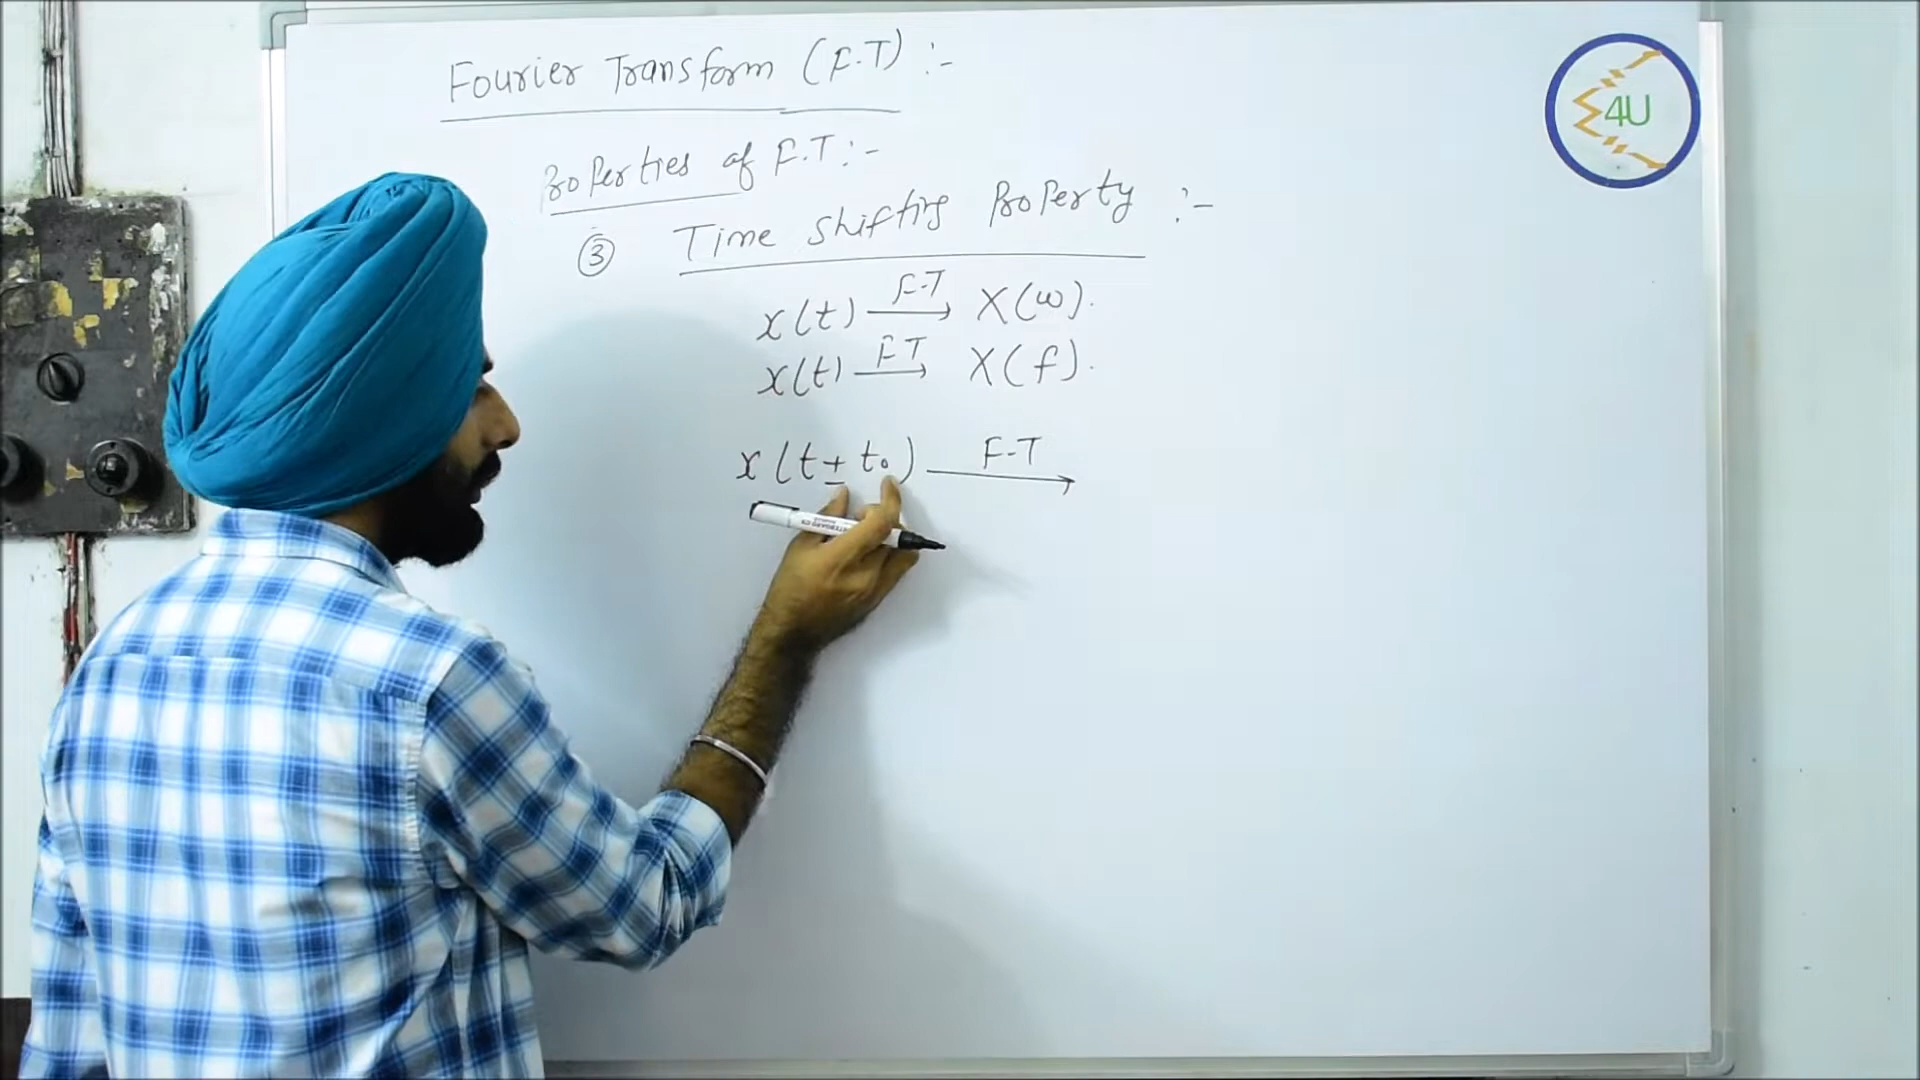 Fourier Transform (F.T) :-
Properties of F.T :-
③ Time Shifting Property :-
x(t) F.T→ X(ω).
x(t) F.T→ X(f).
x(t ± t₀) F.T→
4U